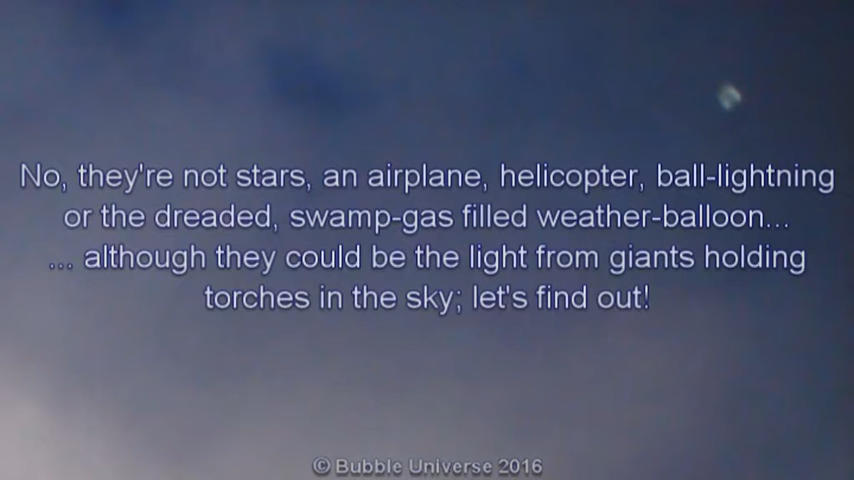 No, they're not stars, an airplane, helicopter, ball-lightning
or the dreaded, swamp-gas filled weather-balloon...
... although they could be the light from giants holding
torches in the sky; let's find out!
© Bubble Universe 2016